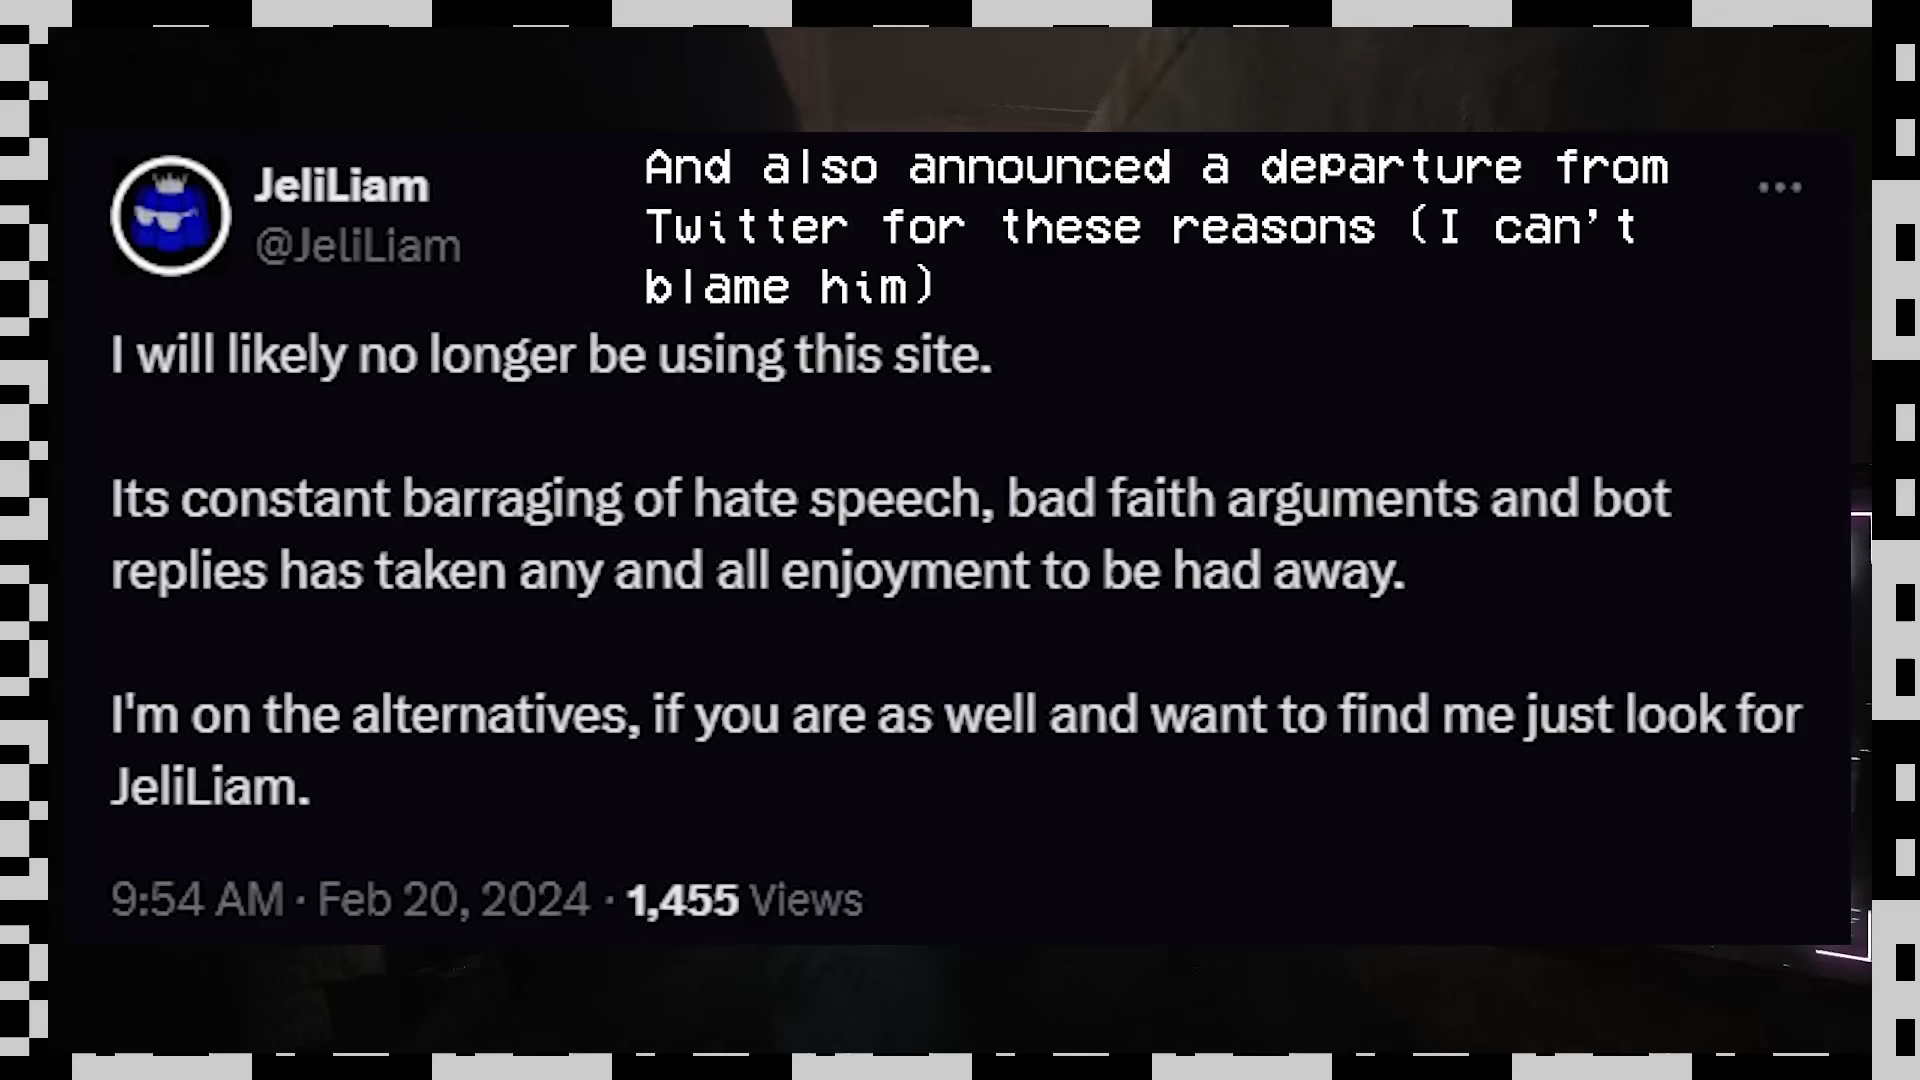 JeliLiam
@JeliLiam
And also announced a departure from
Twitter for these reasons (I can't
blame him)
I will likely no longer be using this site.
Its constant barraging of hate speech, bad faith arguments and bot
replies has taken any and all enjoyment to be had away.
I'm on the alternatives, if you are as well and want to find me just look for
JeliLiam.
9:54 AM · Feb 20, 2024 · 1,455 Views